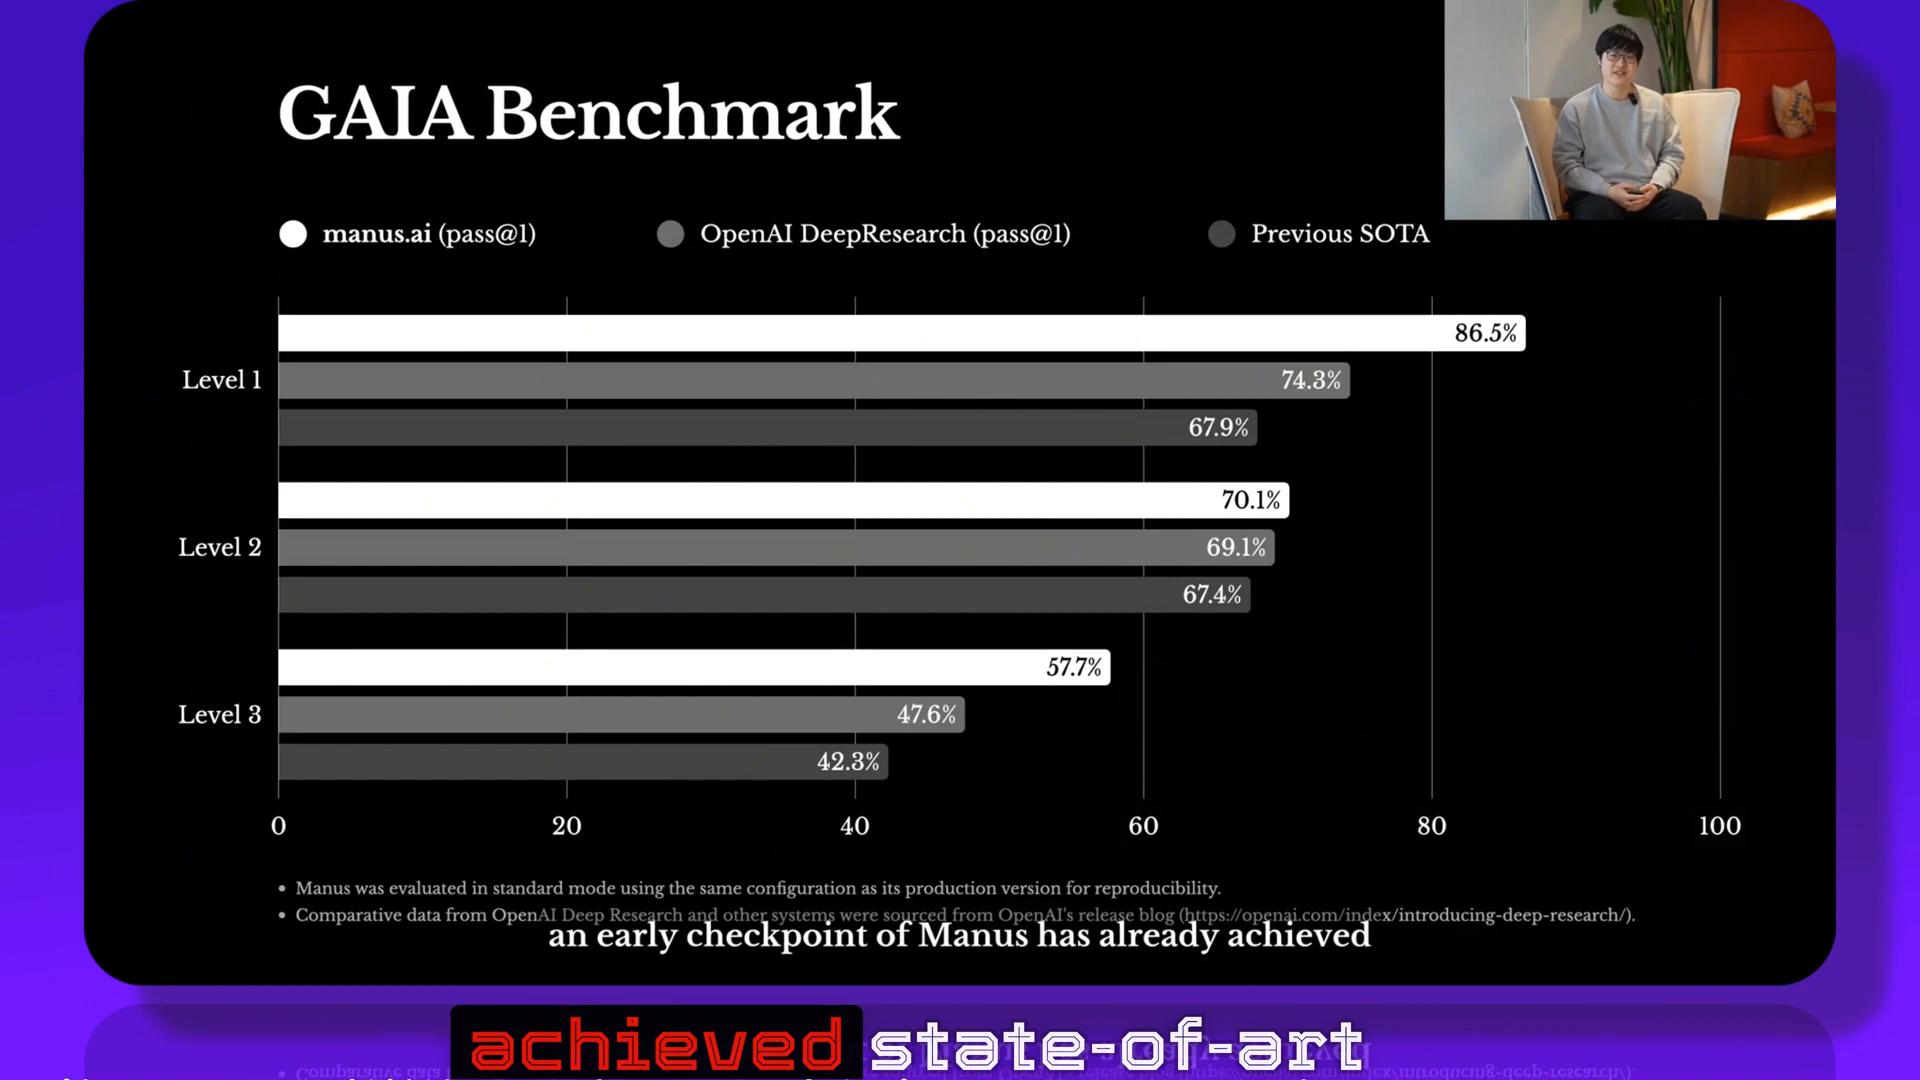 GAIA Benchmark
manus.ai (pass@1)
OpenAI DeepResearch (pass@1)
Previous SOTA
86.5%
Level 1
74.3%
67.9%
70.1%
Level 2
69.1%
67.4%
57.7%
Level 3
47.6%
42.3%
0 20 40 60 80 100
• Manus was evaluated in standard mode using the same configuration as its production version for reproducibility.
• Comparative data from OpenAI Deep Research and other systems were sourced from OpenAI's release blog (https://openai.com/index/introducing-deep-research/).
an early checkpoint of Manus has already achieved
achieved state-of-art